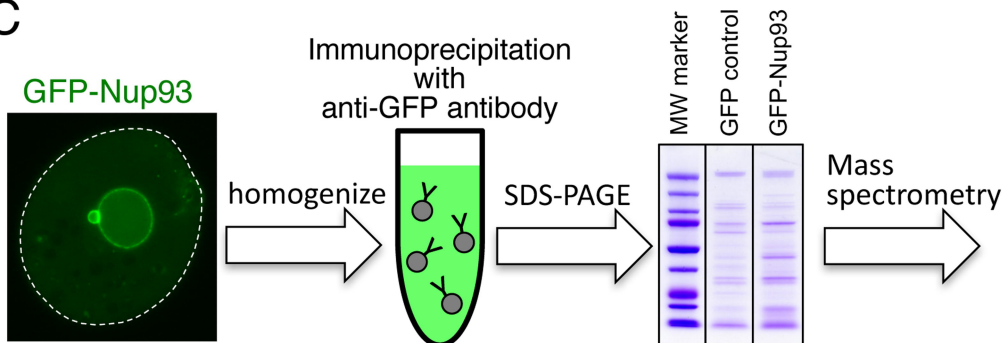 C
GFP-Nup93
homogenize
Immunoprecipitation
with
anti-GFP antibody
SDS-PAGE
MW marker
GFP control
GFP-Nup93
Mass
spectrometry